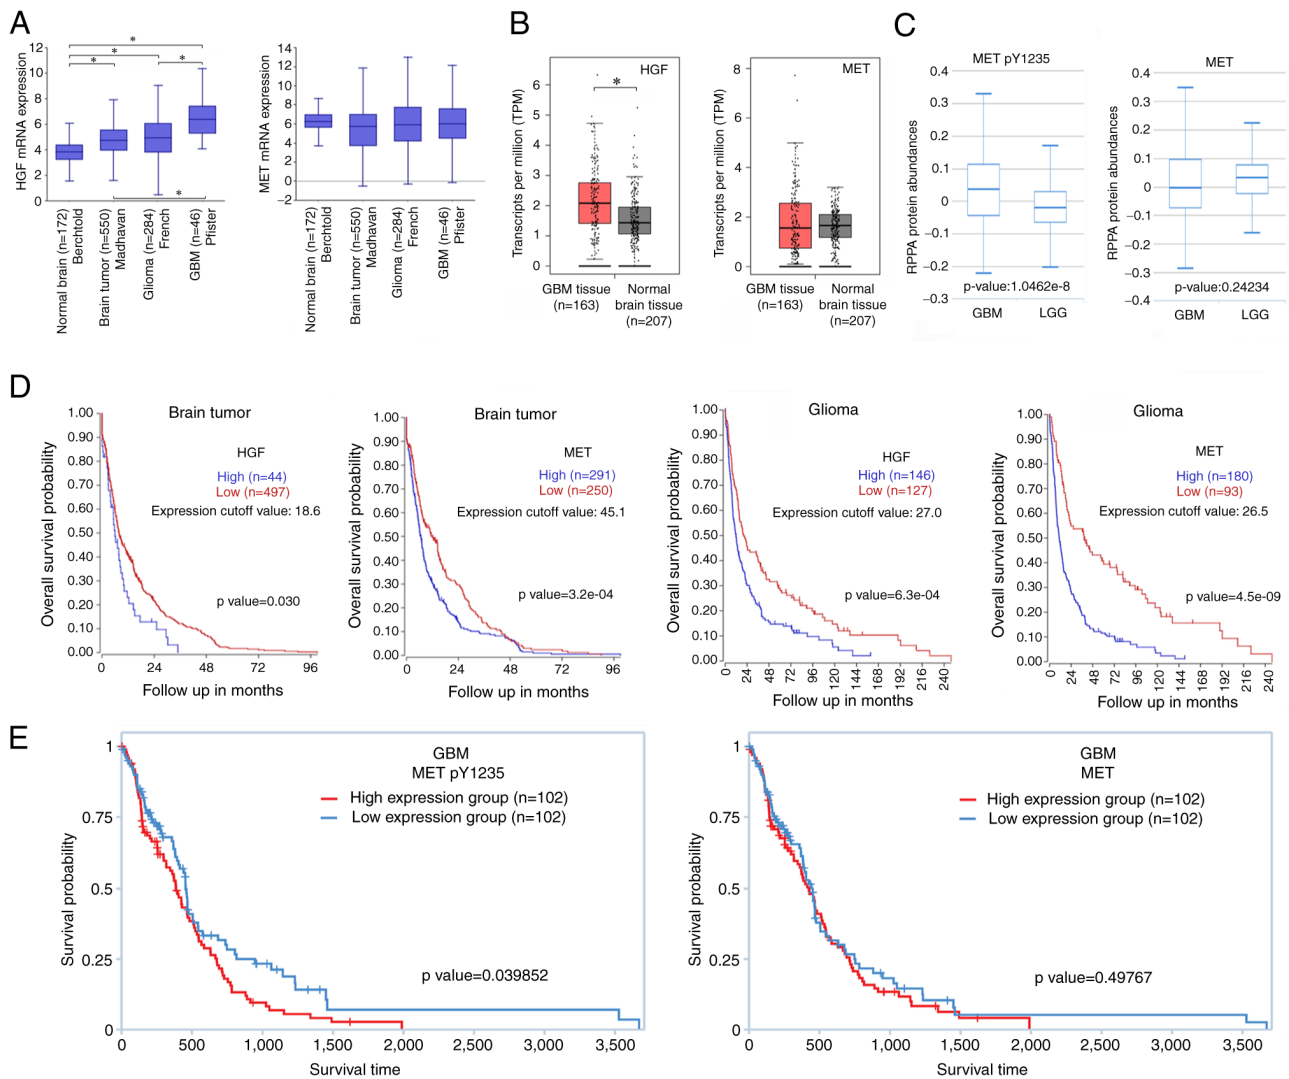 A
HGF mRNA expression
12
10
8
6
4
2
0
*
*
*
*
*
Normal brain (n=172)
Berchtold
Brain tumor (n=550)
Madhavan
Glioma (n=284)
French
GBM (n=46)
Pfister
MET mRNA expression
14
12
10
8
6
4
2
0
−2
Normal brain (n=172)
Berchtold
Brain tumor (n=550)
Madhavan
Glioma (n=284)
French
GBM (n=46)
Pfister
B
Transcripts per million (TPM)
6
5
4
3
2
1
0
HGF
*
GBM tissue
(n=163)
Normal
brain tissue
(n=207)
Transcripts per million (TPM)
8
6
4
2
0
MET
GBM tissue
(n=163)
Normal
brain tissue
(n=207)
C
MET pY1235
RPPA protein abundances
0.4
0.3
0.2
0.1
0
−0.1
−0.2
−0.3
p-value:1.0462e-8
GBM
LGG
MET
RPPA protein abundances
0.4
0.3
0.2
0.1
0
−0.1
−0.2
−0.3
−0.4
p-value:0.24234
GBM
LGG
D
Brain tumor
Overall survival probability
1.00
0.90
0.80
0.70
0.60
0.50
0.40
0.30
0.20
0.10
0.00
HGF
High (n=44)
Low (n=497)
Expression cutoff value: 18.6
p value=0.030
0 24 48 72 96
Follow up in months
Brain tumor
Overall survival probability
1.00
0.90
0.80
0.70
0.60
0.50
0.40
0.30
0.20
0.10
0.00
MET
High (n=291)
Low (n=250)
Expression cutoff value: 45.1
p value=3.2e-04
0 24 48 72 96
Follow up in months
Glioma
Overall survival probability
1.00
0.90
0.80
0.70
0.60
0.50
0.40
0.30
0.20
0.10
0.00
HGF
High (n=146)
Low (n=127)
Expression cutoff value: 27.0
p value=6.3e-04
0 24 48 72 96 120 144 168 192 216 240
Follow up in months
Glioma
Overall survival probability
1.00
0.90
0.80
0.70
0.60
0.50
0.40
0.30
0.20
0.10
0.00
MET
High (n=180)
Low (n=93)
Expression cutoff value: 26.5
p value=4.5e-09
0 24 48 72 96 120 144 168 192 216 240
Follow up in months
E
Survival probability
1
0.75
0.5
0.25
0
GBM
MET pY1235
High expression group (n=102)
Low expression group (n=102)
p value=0.039852
0 500 1,000 1,500 2,000 2,500 3,000 3,500
Survival time
Survival probability
1
0.75
0.5
0.25
0
GBM
MET
High expression group (n=102)
Low expression group (n=102)
p value=0.49767
0 500 1,000 1,500 2,000 2,500 3,000 3,500
Survival time